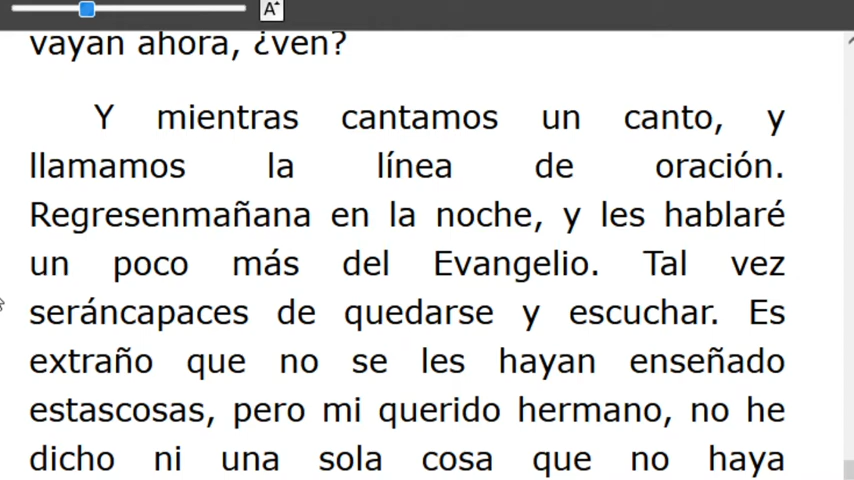 A
vayan ahora, ¿ven?
Y mientras cantamos un canto, y
llamamos la línea de oración.
Regresenmañana en la noche, y les hablaré
un poco más del Evangelio. Tal vez
seráncapaces de quedarse y escuchar. Es
extraño que no se les hayan enseñado
estascosas, pero mi querido hermano, no he
dicho ni una sola cosa que no haya